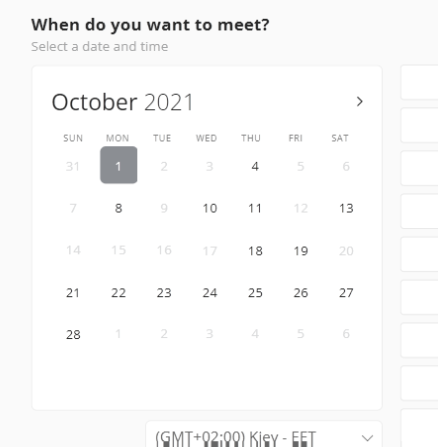 When do you want to meet?
Select a date and time
October 2021
SUN MON TUE WED THU FRI SAT
31 1 2 3 4 5 6
7 8 9 10 11 12 13
14 15 16 17 18 19 20
21 22 23 24 25 26 27
28 1 2 3 4 5 6
(GMT+02:00) Kiev - EET